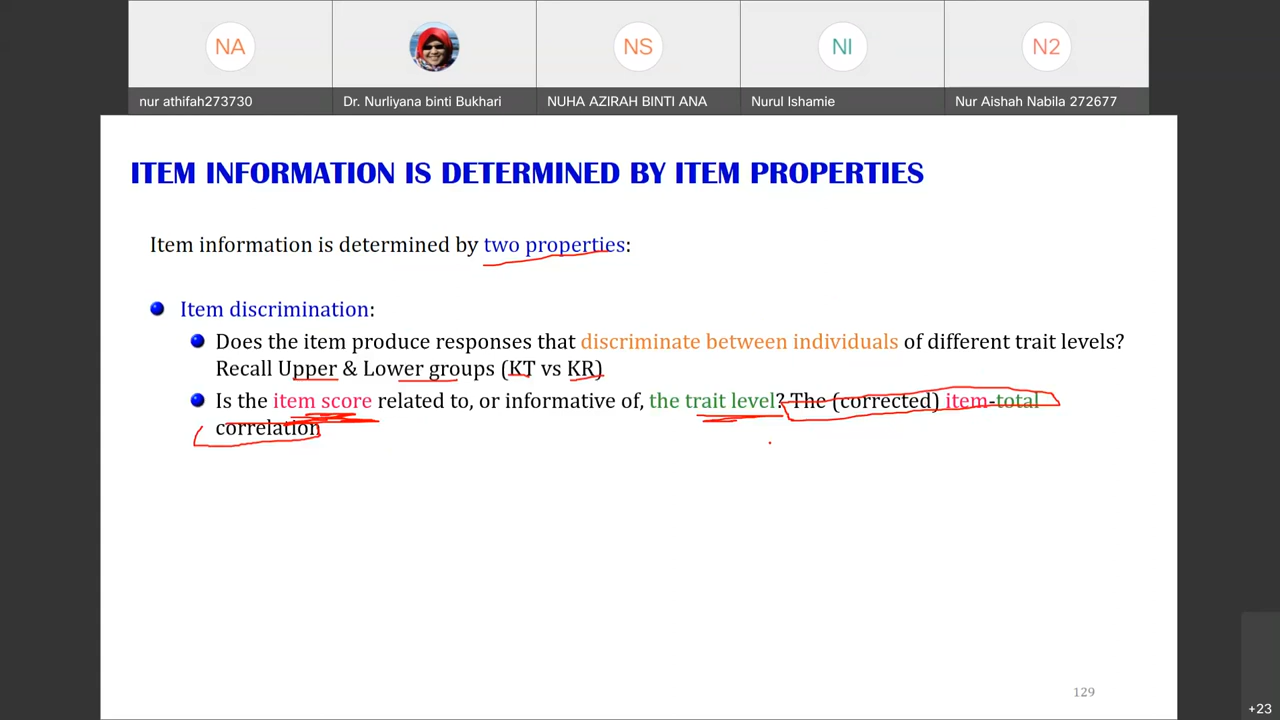 NA
NS
NI
N2
nur athifah273730
Dr. Nurliyana binti Bukhari
NUHA AZIRAH BINTI ANA
Nurul Ishamie
Nur Aishah Nabila 272677
ITEM INFORMATION IS DETERMINED BY ITEM PROPERTIES
Item information is determined by two properties:
Item discrimination:
Does the item produce responses that discriminate between individuals of different trait levels?
Recall Upper & Lower groups (KT vs KR)
Is the item score related to, or informative of, the trait level? The (corrected) item-total
correlation
129
+23